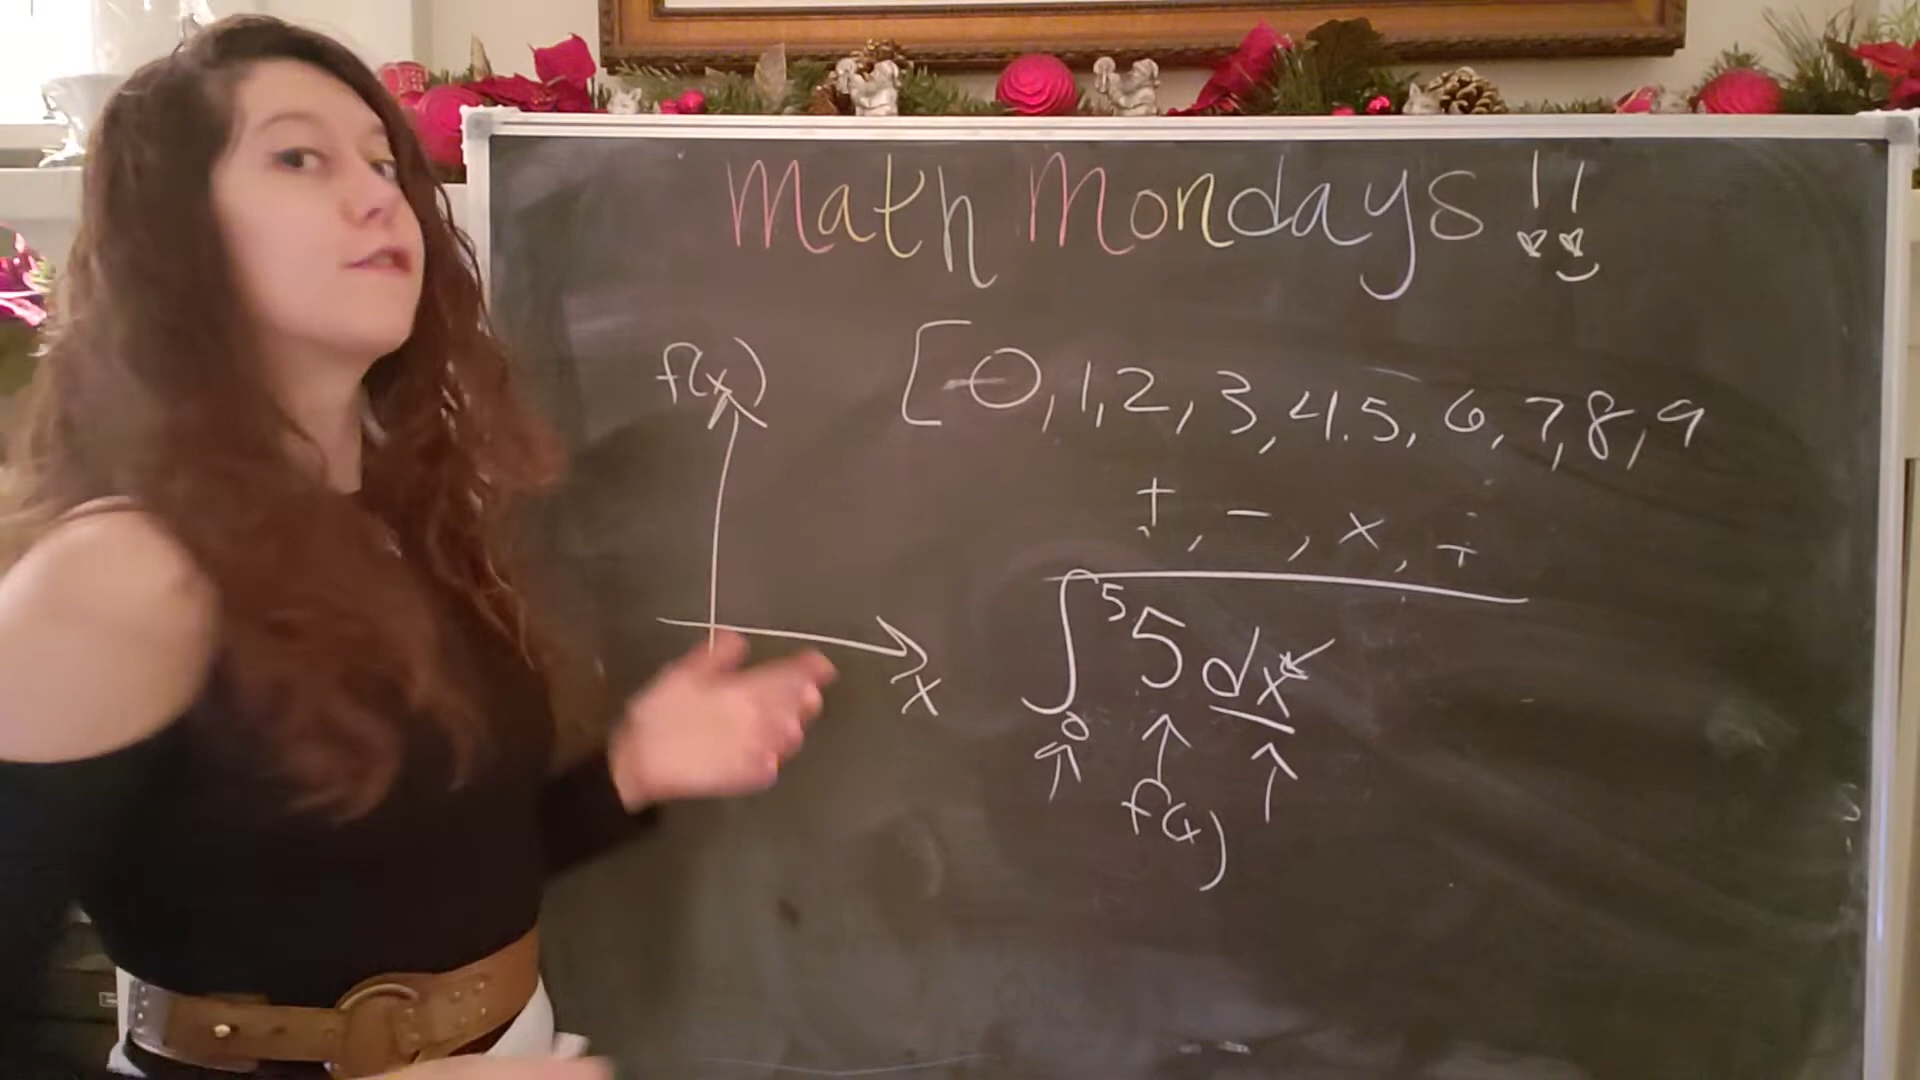 Math Mondays!!
f(x)
[0, 1, 2, 3, 4.5, 6, 7, 8, 9
+, -, x, ÷
∫₀⁵ 5 dx
x
f(x)